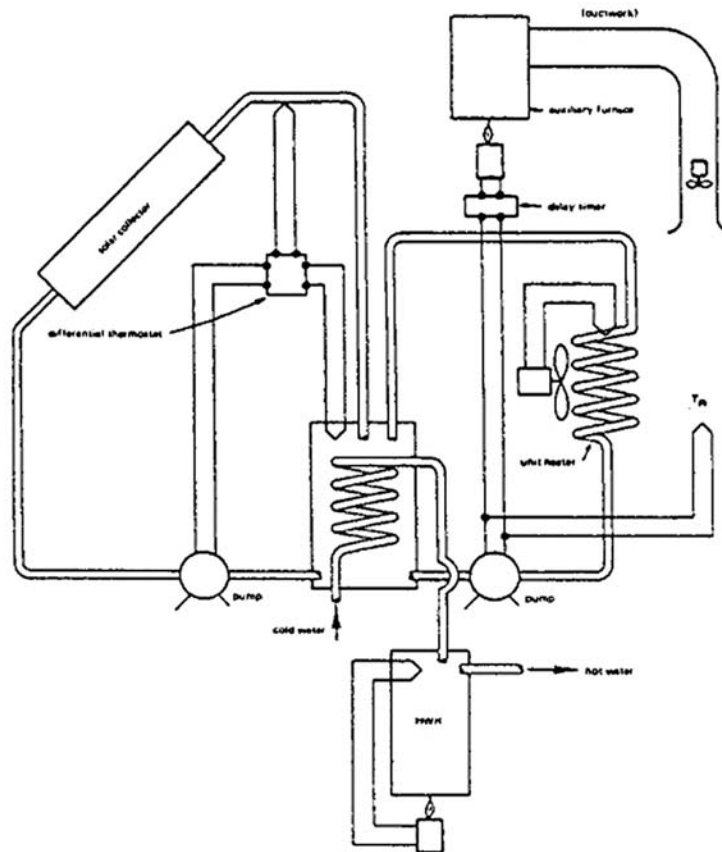 (ductwork)
auxiliary furnace
delay timer
solar collector
differential thermostat
unit heater
pump
pump
cold water
hot water